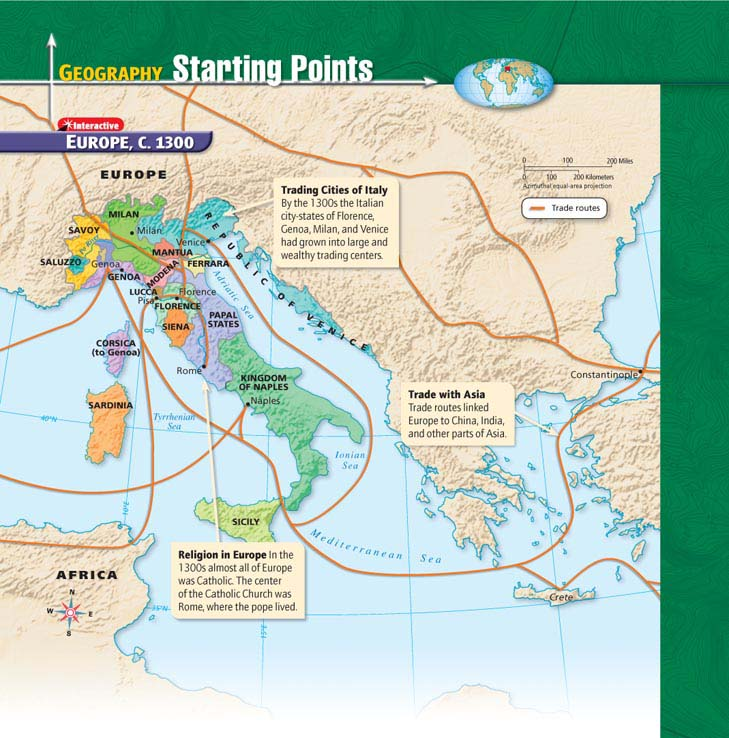 GEOGRAPHY Starting Points
Interactive
EUROPE, C. 1300
0 100 200 Miles
0 100 200 Kilometers
Azimuthal equal-area projection
Trade routes
EUROPE
Trading Cities of Italy
By the 1300s the Italian
city-states of Florence,
Genoa, Milan, and Venice
had grown into large and
wealthy trading centers.
MILAN
Milan
SAVOY
Venice
REPUBLIC OF VENICE
MANTUA
SALUZZO
Genoa
FERRARA
GENOA
MODENA
Adriatic Sea
LUCCA
Florence
Pisa
FLORENCE
PAPAL
STATES
SIENA
CORSICA
(to Genoa)
Rome
Constantinople
KINGDOM
OF NAPLES
Naples
Trade with Asia
Trade routes linked
Europe to China, India,
and other parts of Asia.
SARDINIA
40°N
Tyrrhenian
Sea
Ionian
Sea
10°E
SICILY
Mediterranean Sea
Religion in Europe In the
1300s almost all of Europe
was Catholic. The center
of the Catholic Church was
Rome, where the pope lived.
AFRICA
N
W E
S
35°N
15°E
Crete